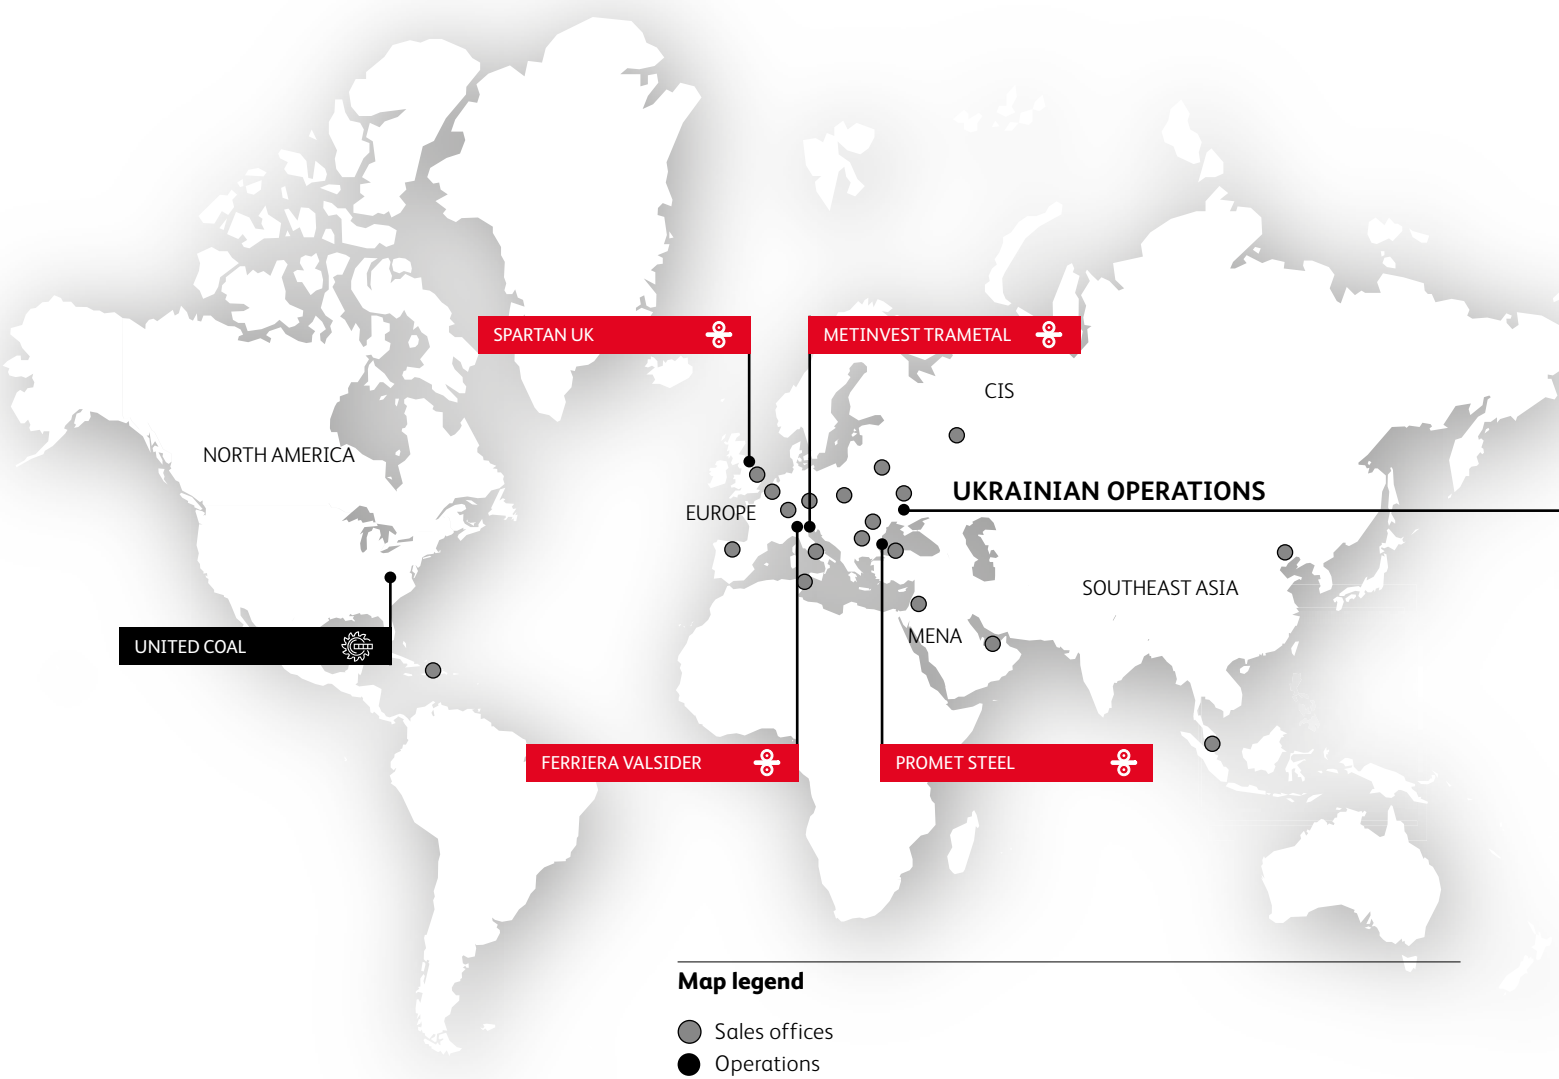 SPARTAN UK
METINVEST TRAMETAL
CIS
NORTH AMERICA
UKRAINIAN OPERATIONS
EUROPE
SOUTHEAST ASIA
MENA
UNITED COAL
FERRIERA VALSIDER
PROMET STEEL
Map legend
Sales offices
Operations